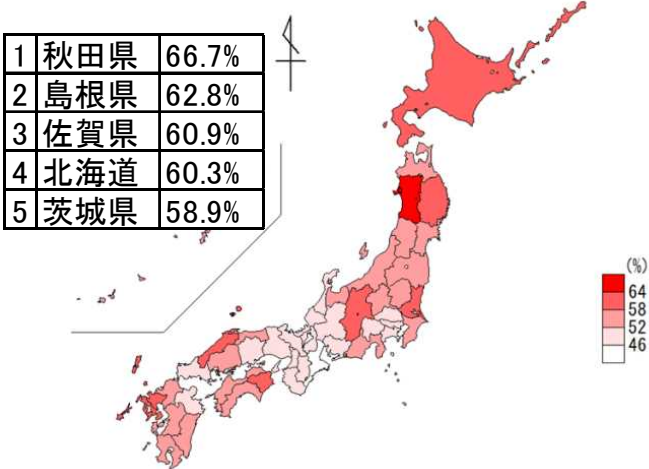 1 秋田県 66.7%
2 島根県 62.8%
3 佐賀県 60.9%
4 北海道 60.3%
5 茨城県 58.9%
(%)
64
58
52
46